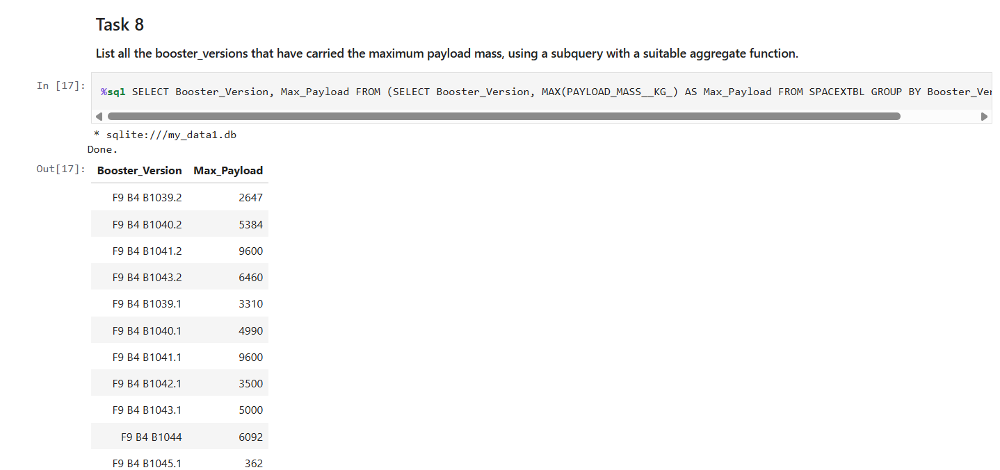 Task 8
List all the booster_versions that have carried the maximum payload mass, using a subquery with a suitable aggregate function.
In [17]: %sql SELECT Booster_Version, Max_Payload FROM (SELECT Booster_Version, MAX(PAYLOAD_MASS__KG_) AS Max_Payload FROM SPACEXTBL GROUP BY Booster_Ver
* sqlite:///my_data1.db
Done.
Out[17]: Booster_Version Max_Payload
F9 B4 B1039.2 2647
F9 B4 B1040.2 5384
F9 B4 B1041.2 9600
F9 B4 B1043.2 6460
F9 B4 B1039.1 3310
F9 B4 B1040.1 4990
F9 B4 B1041.1 9600
F9 B4 B1042.1 3500
F9 B4 B1043.1 5000
F9 B4 B1044 6092
F9 B4 B1045.1 362